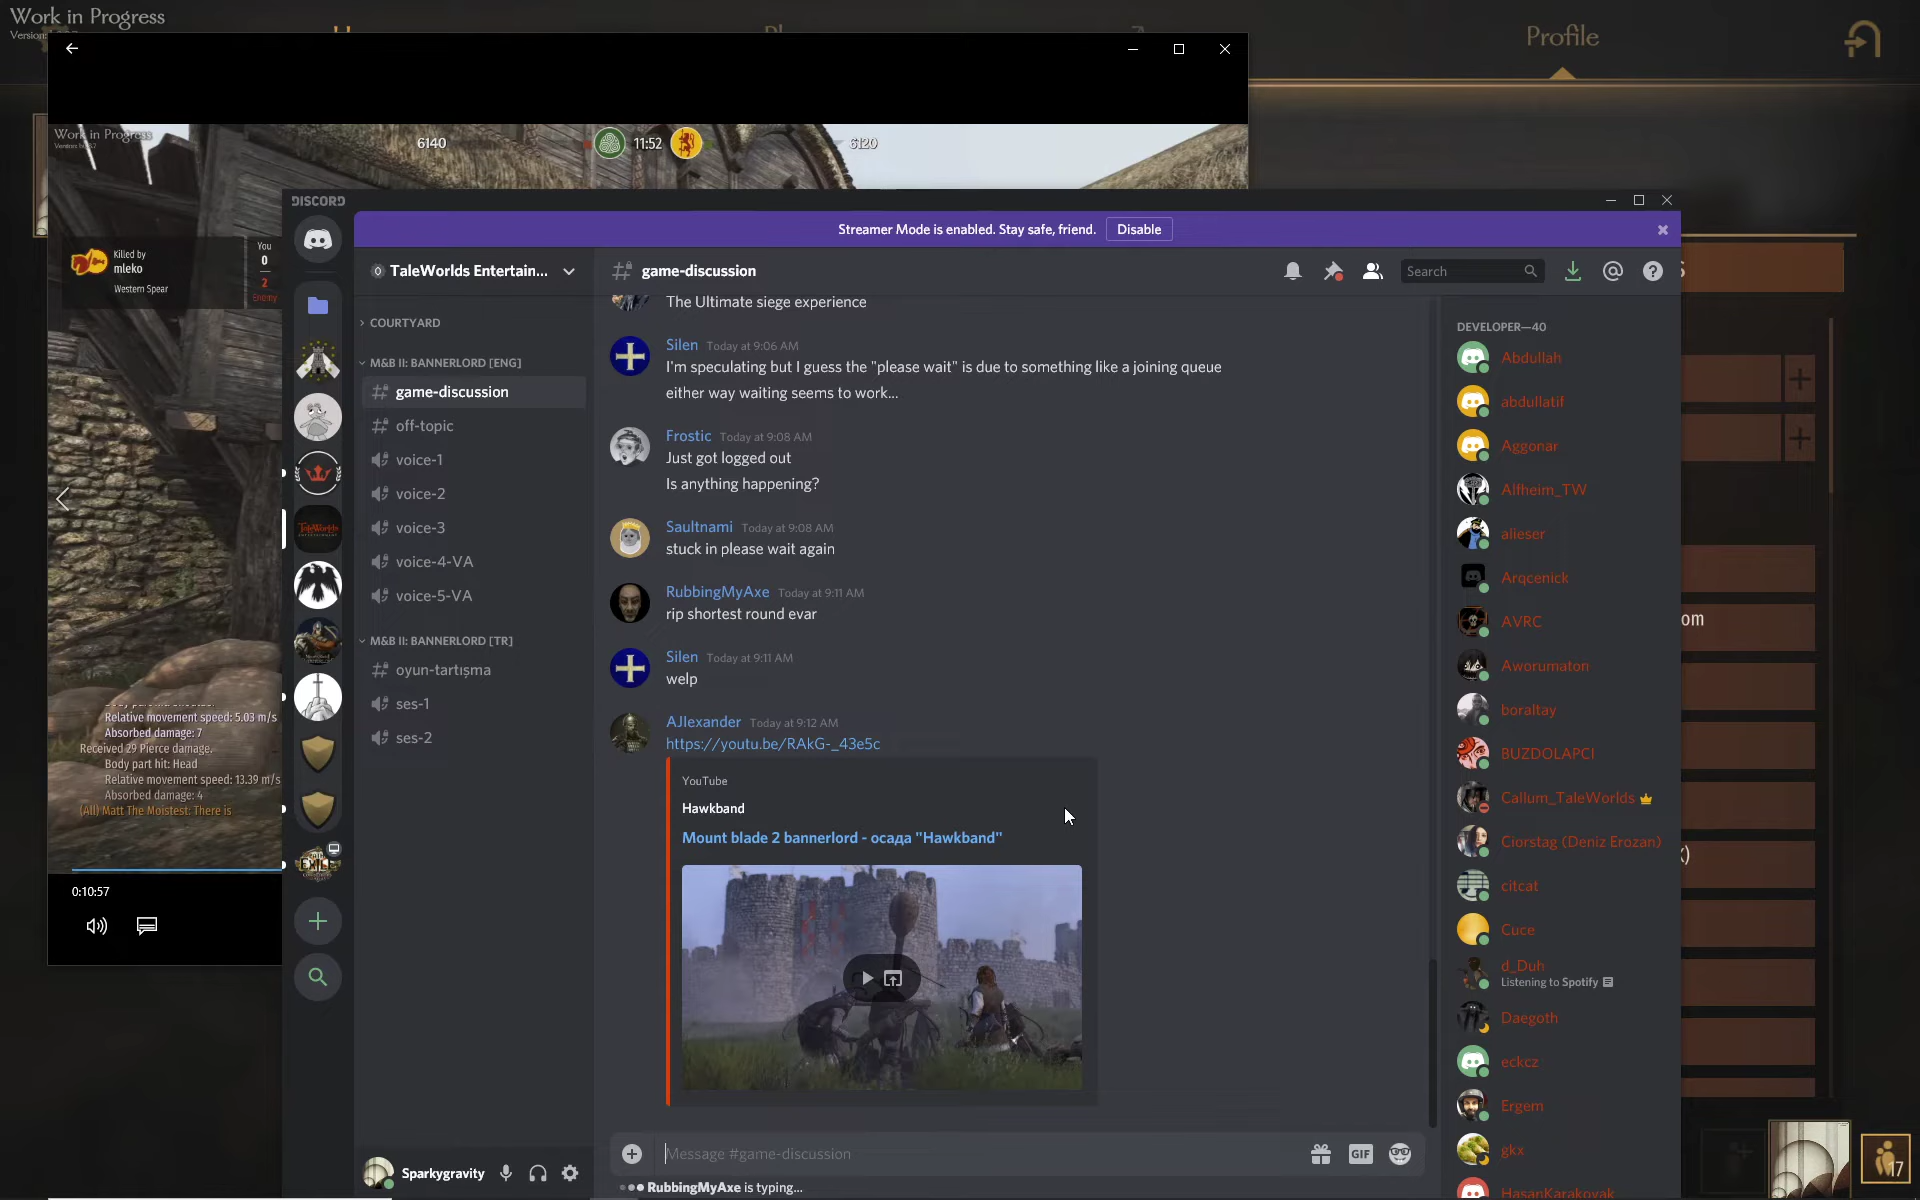 Work in Progress
Version:
Profile
Work in Progress
6140
11:52
6120
Killed by
mleko
Western Spear
You
0
2
Enemy
Relative movement speed: 5.03 m/s
Absorbed damage: 7
Received 29 Pierce damage.
Body part hit: Head
Relative movement speed: 13.39 m/s
Absorbed damage: 4
(All) Matt The Moistest: There is
0:10:57
DISCORD
Streamer Mode is enabled. Stay safe, friend.
Disable
TaleWorlds Entertain...
COURTYARD
M&B II: BANNERLORD [ENG]
game-discussion
off-topic
voice-1
voice-2
voice-3
voice-4-VA
voice-5-VA
M&B II: BANNERLORD [TR]
oyun-tartışma
ses-1
ses-2
TaleWorlds
ENTERTAINMENT
EXILE
Sparkygravity
game-discussion
Search
The Ultimate siege experience
Silen Today at 9:06 AM
I'm speculating but I guess the "please wait" is due to something like a joining queue
either way waiting seems to work...
Frostic Today at 9:08 AM
Just got logged out
Is anything happening?
Saultnami Today at 9:08 AM
stuck in please wait again
RubbingMyAxe Today at 9:11 AM
rip shortest round evar
Silen Today at 9:11 AM
welp
AJlexander Today at 9:12 AM
https://youtu.be/RAkG-_43e5c
YouTube
Hawkband
Mount blade 2 bannerlord - осада "Hawkband"
Message #game-discussion
GIF
RubbingMyAxe is typing...
DEVELOPER—40
Abdullah
abdullatif
Aggonar
Alfheim_TW
alieser
Arqcenick
AVRC
Aworumaton
boraltay
BUZDOLAPCI
Callum_TaleWorlds
Ciorstag (Deniz Erozan)
citcat
Cuce
d_Duh
Listening to Spotify
Daegoth
eckcz
Ergem
gkx
HasanKarakoyak
S
om
)
17